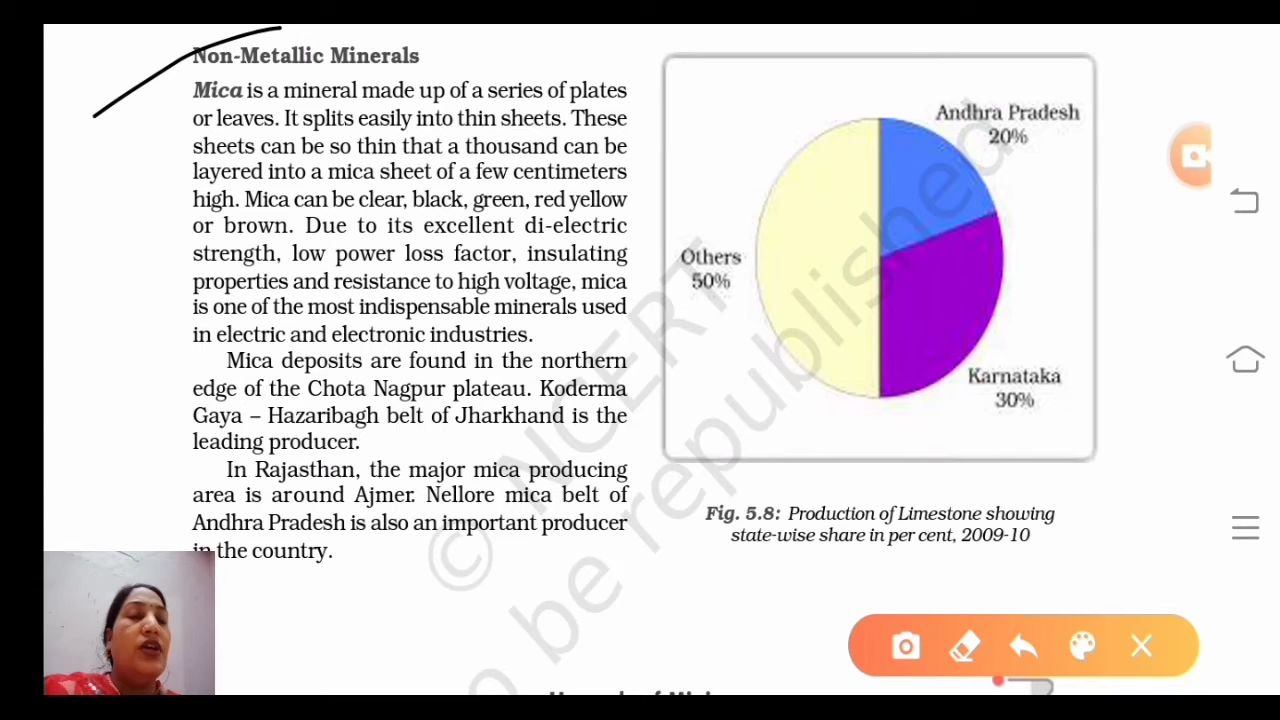 Non-Metallic Minerals
Mica is a mineral made up of a series of plates
or leaves. It splits easily into thin sheets. These
sheets can be so thin that a thousand can be
layered into a mica sheet of a few centimeters
high. Mica can be clear, black, green, red yellow
or brown. Due to its excellent di-electric
strength, low power loss factor, insulating
properties and resistance to high voltage, mica
is one of the most indispensable minerals used
in electric and electronic industries.
Mica deposits are found in the northern
edge of the Chota Nagpur plateau. Koderma
Gaya – Hazaribagh belt of Jharkhand is the
leading producer.
In Rajasthan, the major mica producing
area is around Ajmer. Nellore mica belt of
Andhra Pradesh is also an important producer
in the country.
Andhra Pradesh
20%
Others
50%
Karnataka
30%
Fig. 5.8: Production of Limestone showing
state-wise share in per cent, 2009-10
© NCERT
o be republished